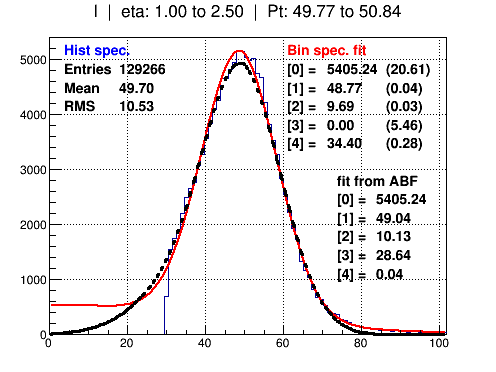 I | eta: 1.00 to 2.50 | Pt: 49.77 to 50.84
Hist spec.
Entries 129266
Mean 49.70
RMS 10.53
Bin spec. fit
[0] = 5405.24 (20.61)
[1] = 48.77 (0.04)
[2] = 9.69 (0.03)
[3] = 0.00 (5.46)
[4] = 34.40 (0.28)
fit from ABF
[0] = 5405.24
[1] = 49.04
[2] = 10.13
[3] = 28.64
[4] = 0.04
5000
4000
3000
2000
1000
0
0 20 40 60 80 100